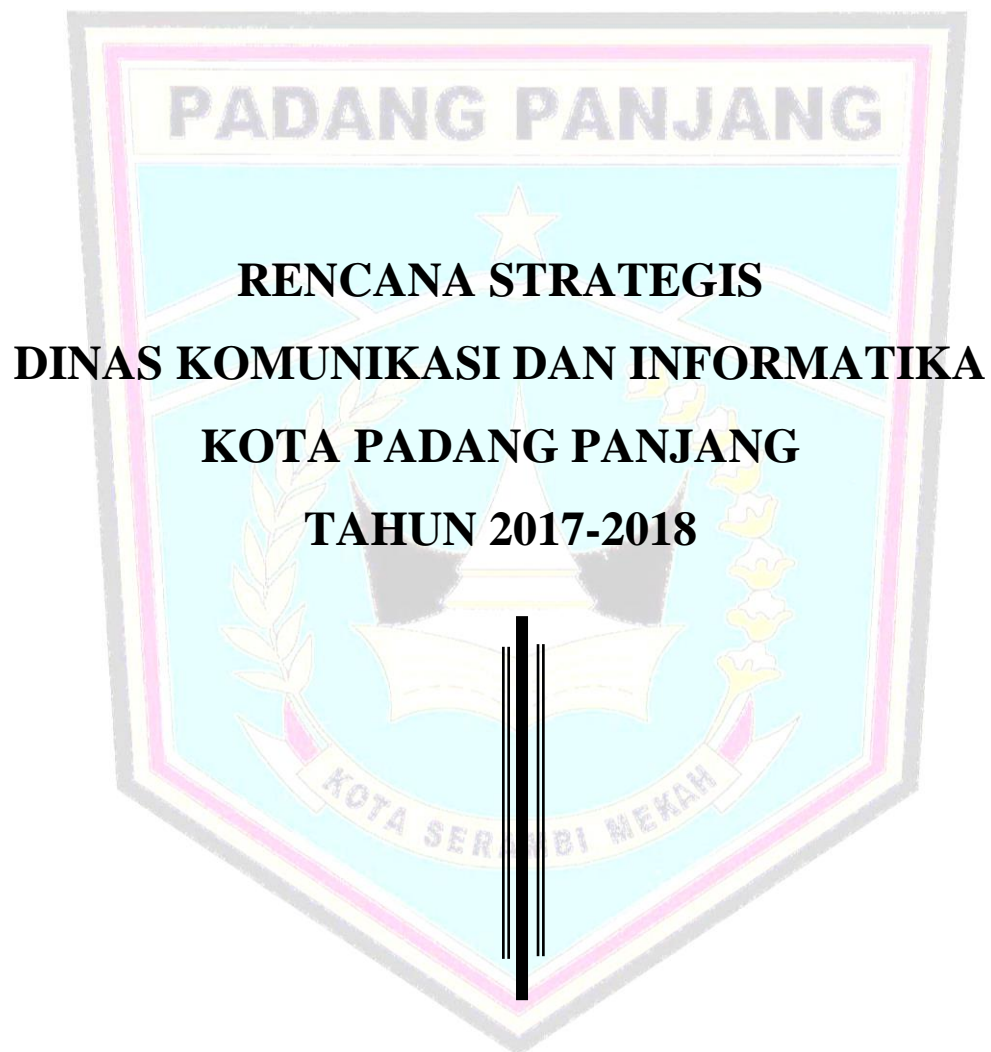 PADANG PANJANG
RENCANA STRATEGIS
DINAS KOMUNIKASI DAN INFORMATIKA
KOTA PADANG PANJANG
TAHUN 2017-2018
KOTA SERAMBI MEKAH